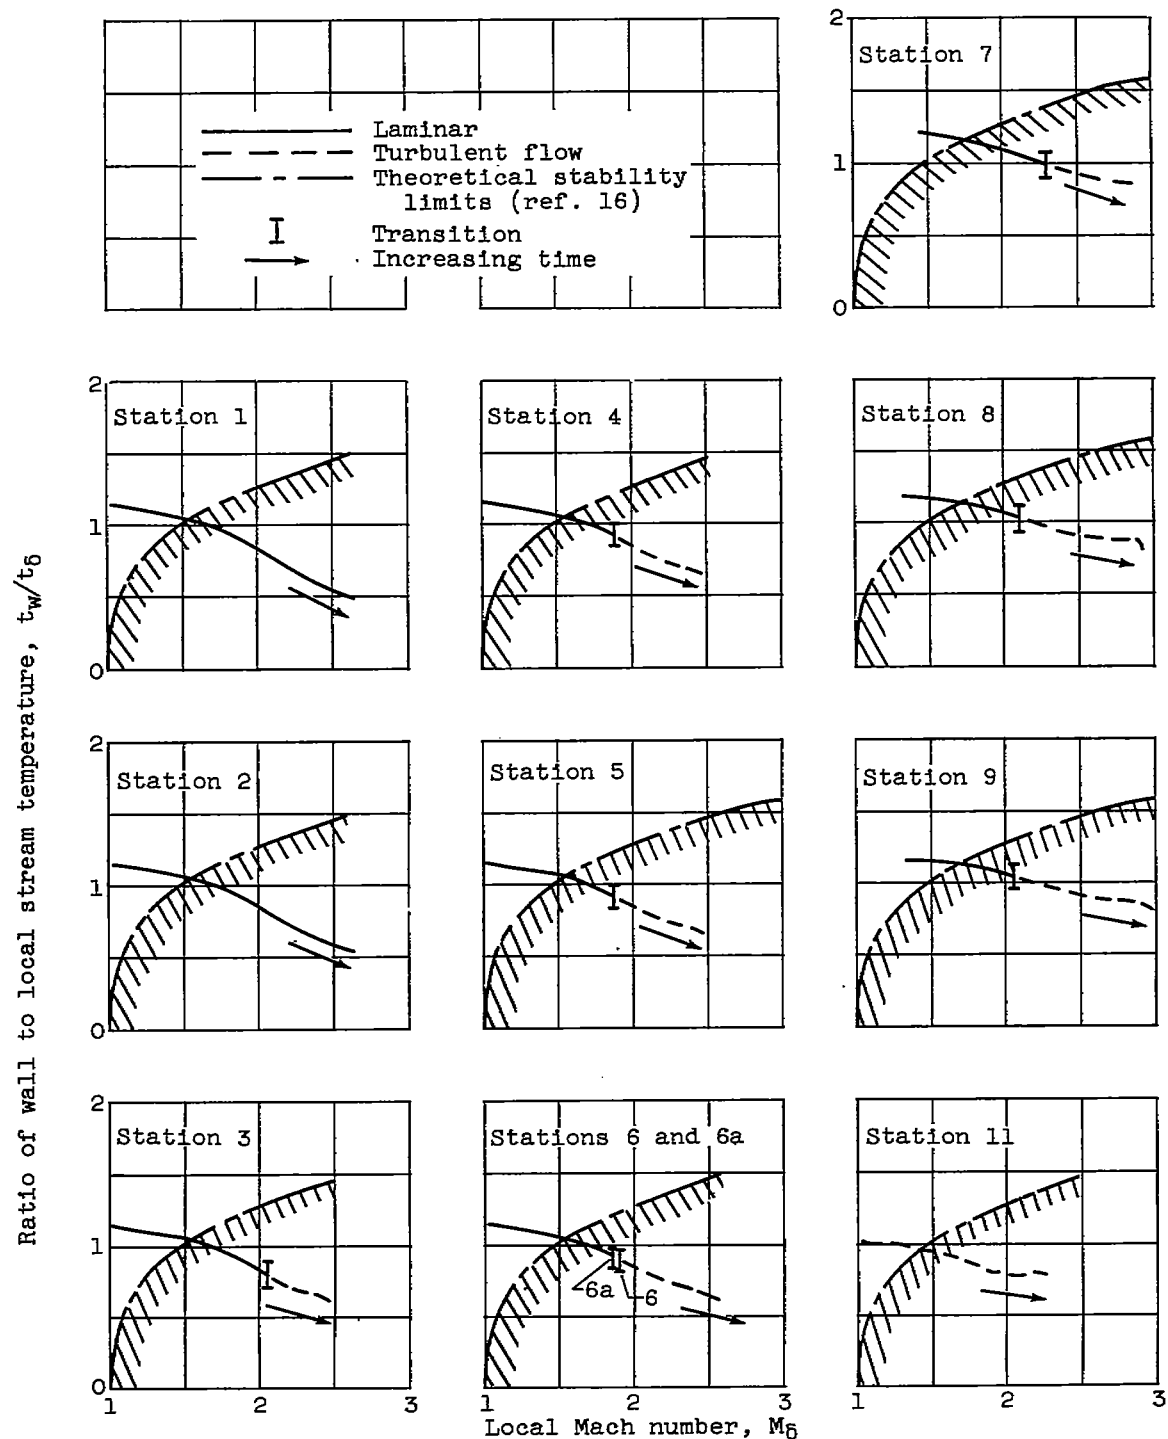 Laminar
Turbulent flow
Theoretical stability
limits (ref. 16)
Transition
Increasing time
2
Station 7
1
0
Ratio of wall to local stream temperature, tw/tδ
2
Station 1
1
0
Station 4
Station 8
2
Station 2
1
0
Station 5
Station 9
2
Station 3
1
0
1
2
3
Stations 6 and 6a
6a
6
1
2
3
Station 11
1
2
3
Local Mach number, Mδ